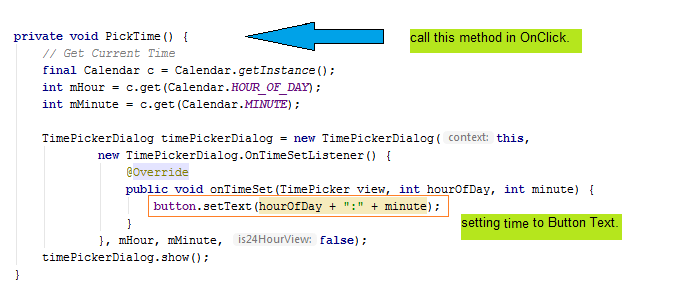 private void PickTime() {
call this method in OnClick.
// Get Current Time
final Calendar c = Calendar.getInstance();
int mHour = c.get(Calendar.HOUR_OF_DAY);
int mMinute = c.get(Calendar.MINUTE);
TimePickerDialog timePickerDialog = new TimePickerDialog( context: this,
new TimePickerDialog.OnTimeSetListener() {
@Override
public void onTimeSet(TimePicker view, int hourOfDay, int minute) {
button.setText(hourOfDay + ":" + minute);
setting time to Button Text.
}
}, mHour, mMinute, is24HourView: false);
timePickerDialog.show();
}